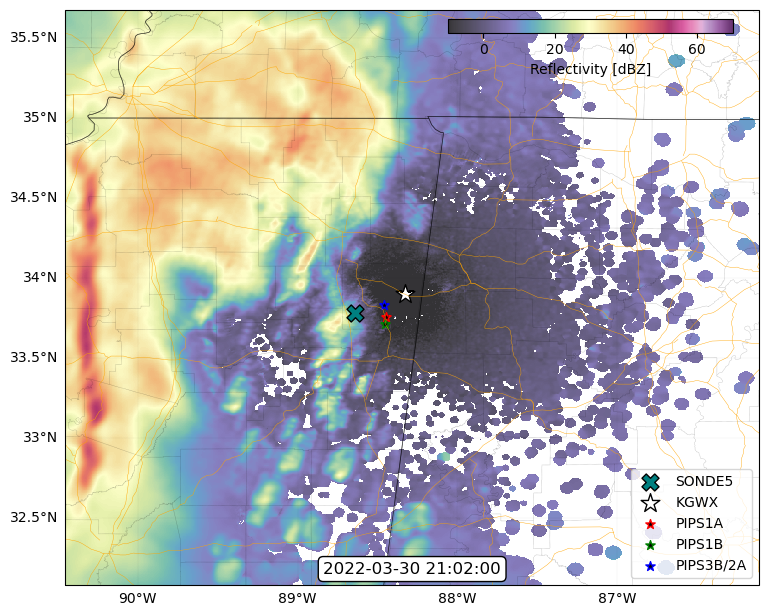 35.5°N
35°N
34.5°N
34°N
33.5°N
33°N
32.5°N
0 20 40 60
Reflectivity [dBZ]
SONDE5
KGWX
PIPS1A
PIPS1B
PIPS3B/2A
2022-03-30 21:02:00
90°W 89°W 88°W 87°W